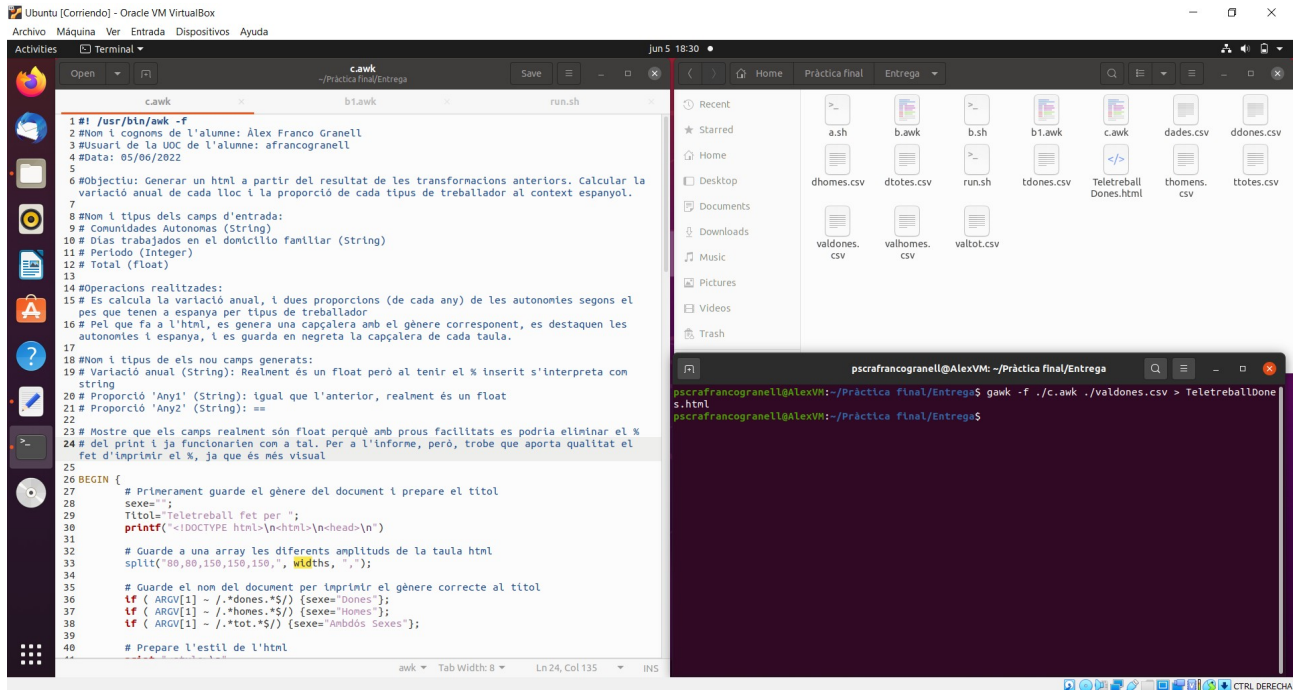 Ubuntu [Corriendo] - Oracle VM VirtualBox
Archivo Máquina Ver Entrada Dispositivos Ayuda
Activities Terminal jun 5 18:30
Open c.awk Save
~/Pràctica final/Entrega
c.awk b1.awk run.sh
1 #! /usr/bin/awk -f
2 #Nom i cognoms de l'alumne: Àlex Franco Granell
3 #Usuari de la UOC de l'alumne: afrancogranell
4 #Data: 05/06/2022
5
6 #Objectiu: Generar un html a partir del resultat de les transformacions anteriors. Calcular la
variació anual de cada lloc i la proporció de cada tipus de treballador al context espanyol.
7
8 #Nom i tipus dels camps d'entrada:
9 # Comunidades Autonomas (String)
10 # Dias trabajados en el domicilio familiar (String)
11 # Periodo (Integer)
12 # Total (float)
13
14 #Operacions realitzades:
15 # Es calcula la variació anual, i dues proporcions (de cada any) de les autonomies segons el
pes que tenen a espanya per tipus de treballador
16 # Pel que fa a l'html, es genera una capçalera amb el gènere corresponent, es destaquen les
autonomies i espanya, i es guarda en negreta la capçalera de cada taula.
17
18 #Nom i tipus de els nou camps generats:
19 # Variació anual (String): Realment és un float però al tenir el % inserit s'interpreta com a
string
20 # Proporció 'Any1' (String): igual que l'anterior, realment és un float
21 # Proporció 'Any2' (String): ==
22
23 # Mostre que els camps realment són float perquè amb prous facilitats es podria eliminar el %
24 # del print i ja funcionarien com a tal. Per a l'informe, però, trobe que aporta qualitat el
fet d'imprimir el %, ja que és més visual
25
26 BEGIN {
27 # Primerament guarde el gènere del document i prepare el títol
28 sexe="";
29 Titol="Teletreball fet per ";
30 printf("<!DOCTYPE html>\n<html>\n<head>\n")
31
32 # Guarde a una array les diferents amplituds de la taula html
33 split("80,80,150,150,150,", widths, ",");
34
35 # Guarde el nom del document per imprimir el gènere correcte al títol
36 if ( ARGV[1] ~ /.*dones.*$/) {sexe="Dones"};
37 if ( ARGV[1] ~ /.*homes.*$/) {sexe="Homes"};
38 if ( ARGV[1] ~ /.*tot.*$/) {sexe="Ambdós Sexes"};
39
40 # Prepare l'estil de l'html
awk Tab Width: 8 Ln 24, Col 135 INS
Home Pràctica final Entrega
Recent
Starred
Home
Desktop
Documents
Downloads
Music
Pictures
Videos
Trash
a.sh b.awk b.sh b1.awk c.awk dades.csv ddones.csv
dhomes.csv dtotes.csv run.sh tdones.csv Teletreball thomens. ttotes.csv
Dones.html csv
valdones. valhomes. valtot.csv
csv csv
pscrafrancogranell@AlexVM: ~/Pràctica final/Entrega
pscrafrancogranell@AlexVM:~/Pràctica final/Entrega$ gawk -f ./c.awk ./valdones.csv > TeletreballDone
s.html
pscrafrancogranell@AlexVM:~/Pràctica final/Entrega$
CTRL DERECHA